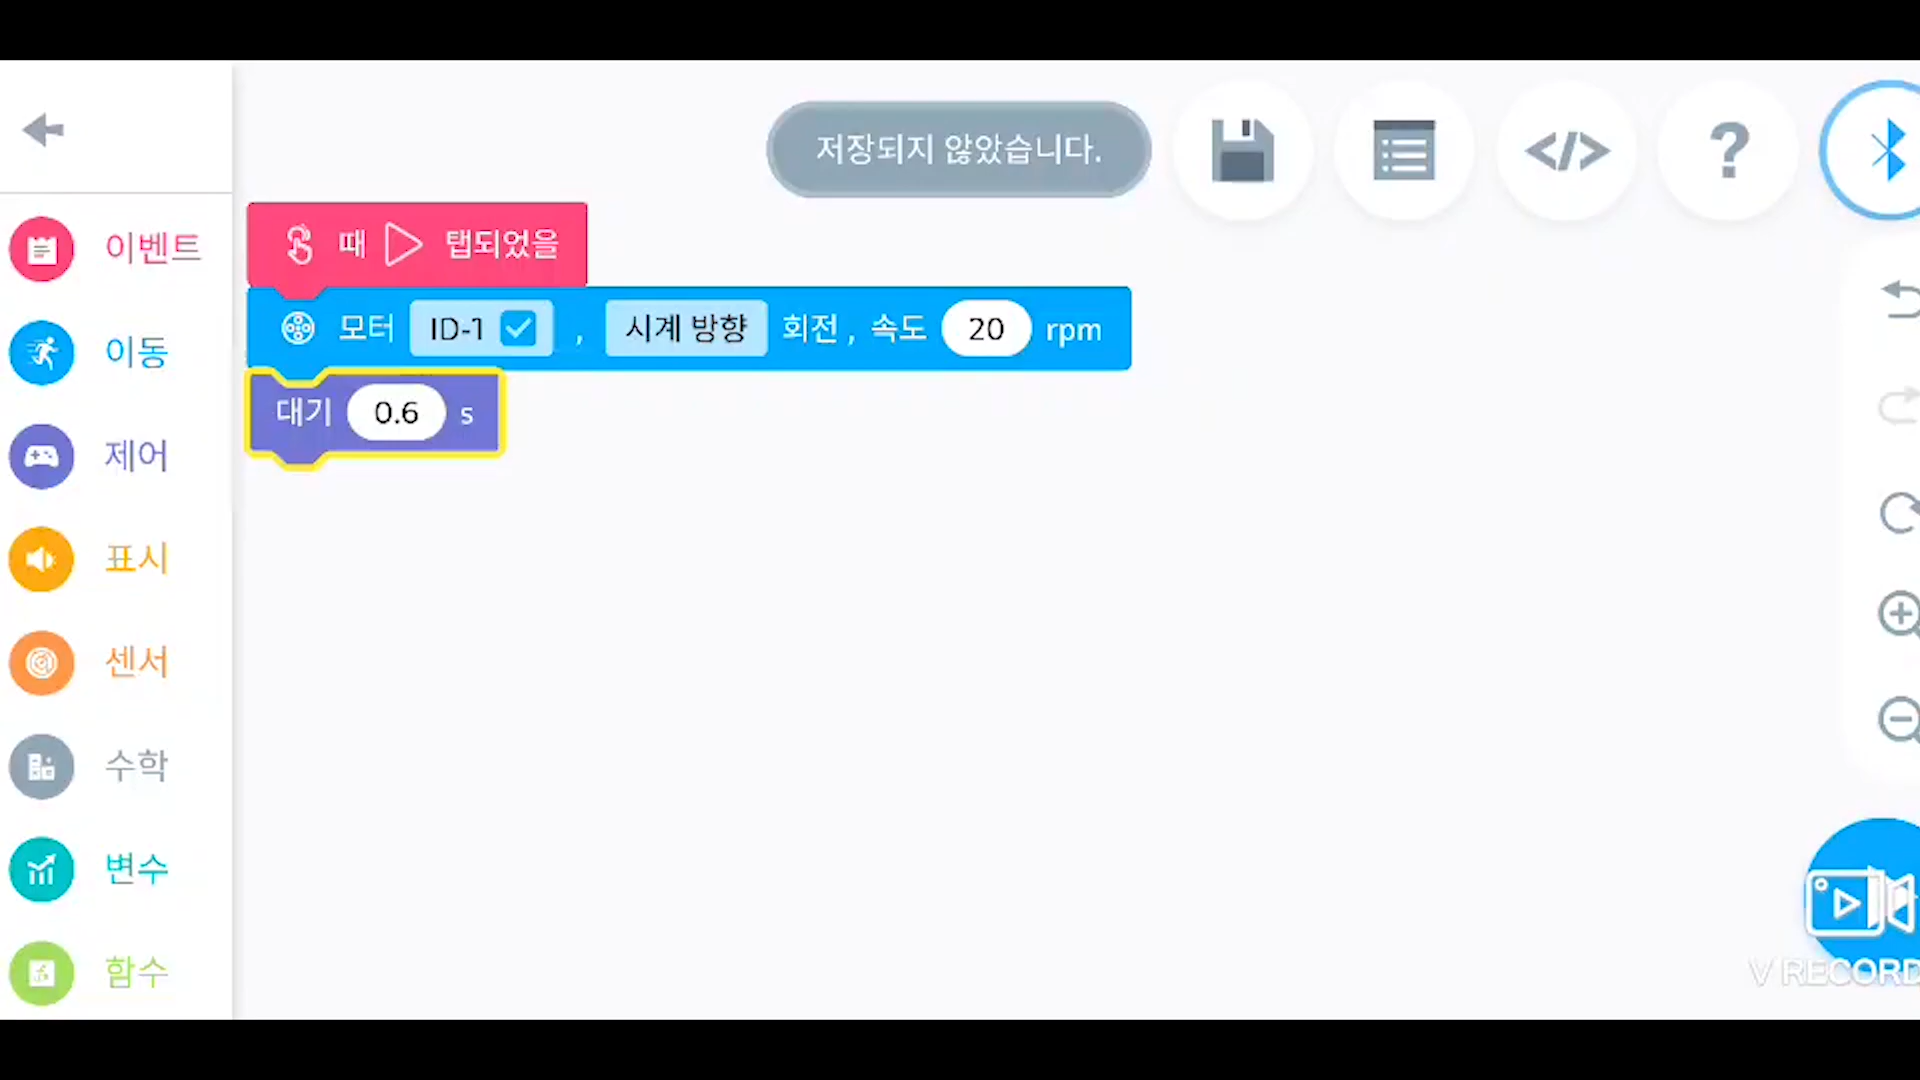 저장되지 않았습니다.
이벤트
이동
제어
표시
센서
수학
변수
함수
때 탭되었을
모터 ID-1 , 시계 방향 회전 , 속도 20 rpm
대기 0.6 s
V RECORD